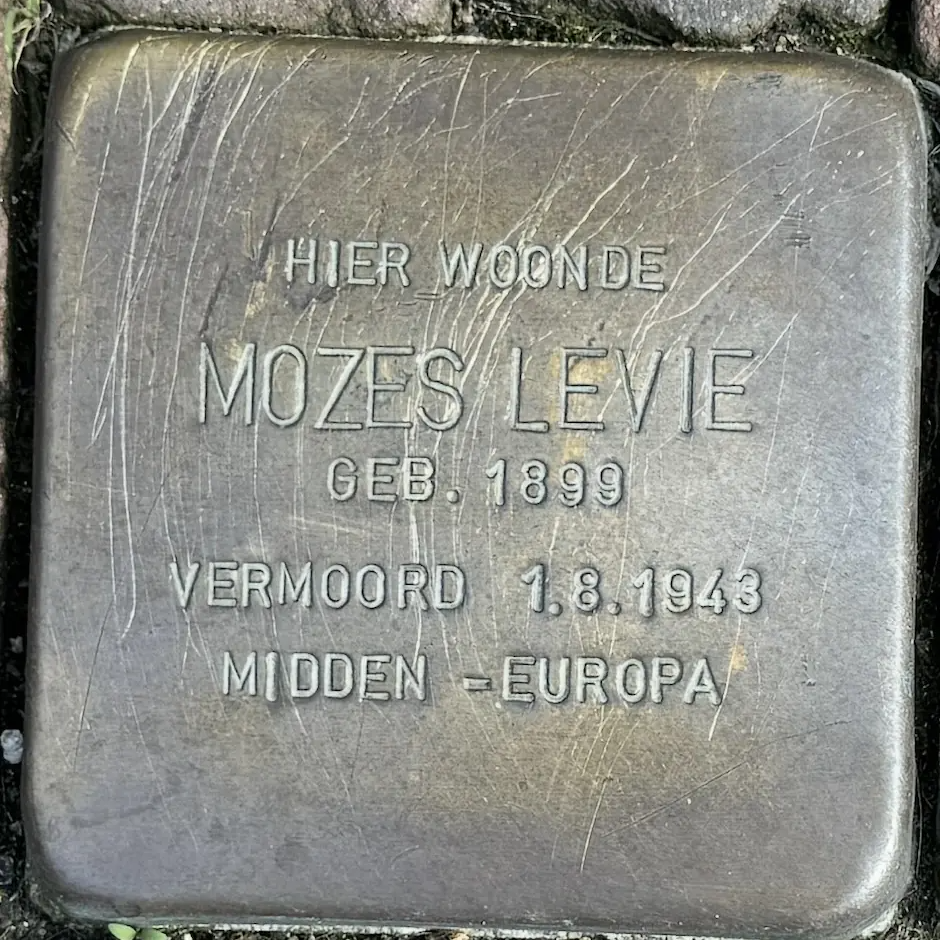 HIER WOONDE
MOZES LEVIE
GEB. 1899
VERMOORD 1.8.1943
MIDDEN-EUROPA